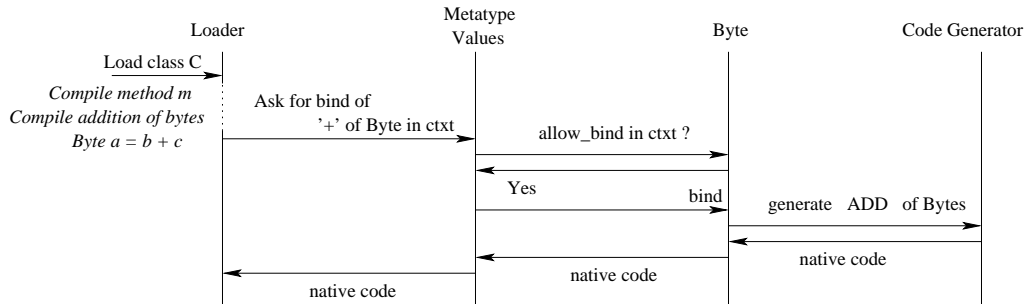 Loader
Metatype
Values
Byte
Code Generator
Load class C
Compile method m
Compile addition of bytes
Byte a = b + c
Ask for bind of
'+' of Byte in ctxt
allow_bind in ctxt ?
Yes
bind
generate ADD of Bytes
native code
native code
native code